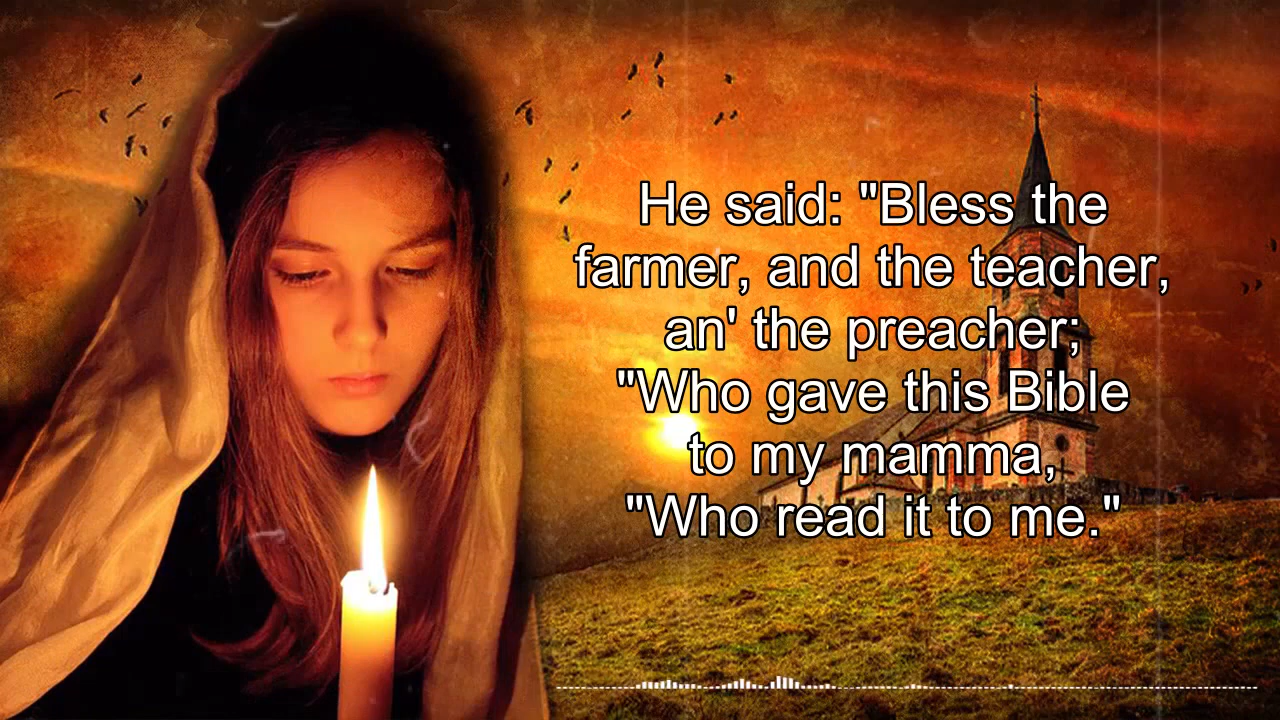 He said: "Bless the
farmer, and the teacher,
an' the preacher;
"Who gave this Bible
to my mamma,
"Who read it to me."